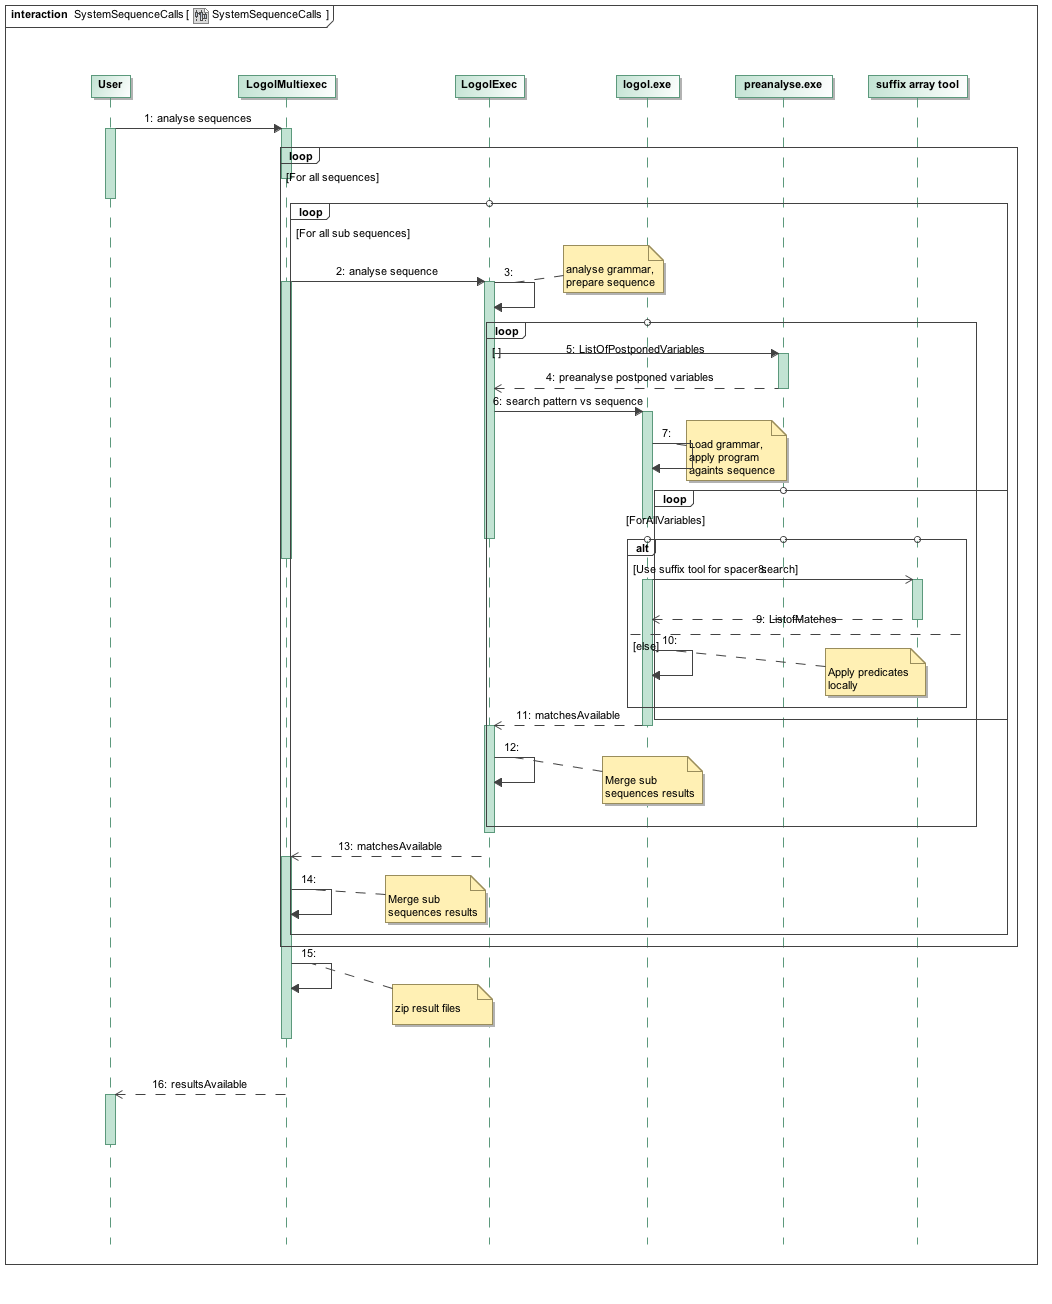 interaction SystemSequenceCalls [ SystemSequenceCalls ]
User
LogolMultiexec
LogolExec
logol.exe
preanalyse.exe
suffix array tool
1: analyse sequences
loop
[For all sequences]
loop
[For all sub sequences]
2: analyse sequence
3:
analyse grammar,
prepare sequence
loop
[ ]
5: ListOfPostponedVariables
4: preanalyse postponed variables
6: search pattern vs sequence
7:
Load grammar,
apply program
againts sequence
loop
[ForAllVariables]
alt
[Use suffix tool for spacer search]
8:
9: ListofMatches
[else]
10:
Apply predicates
locally
11: matchesAvailable
12:
Merge sub
sequences results
13: matchesAvailable
14:
Merge sub
sequences results
15:
zip result files
16: resultsAvailable